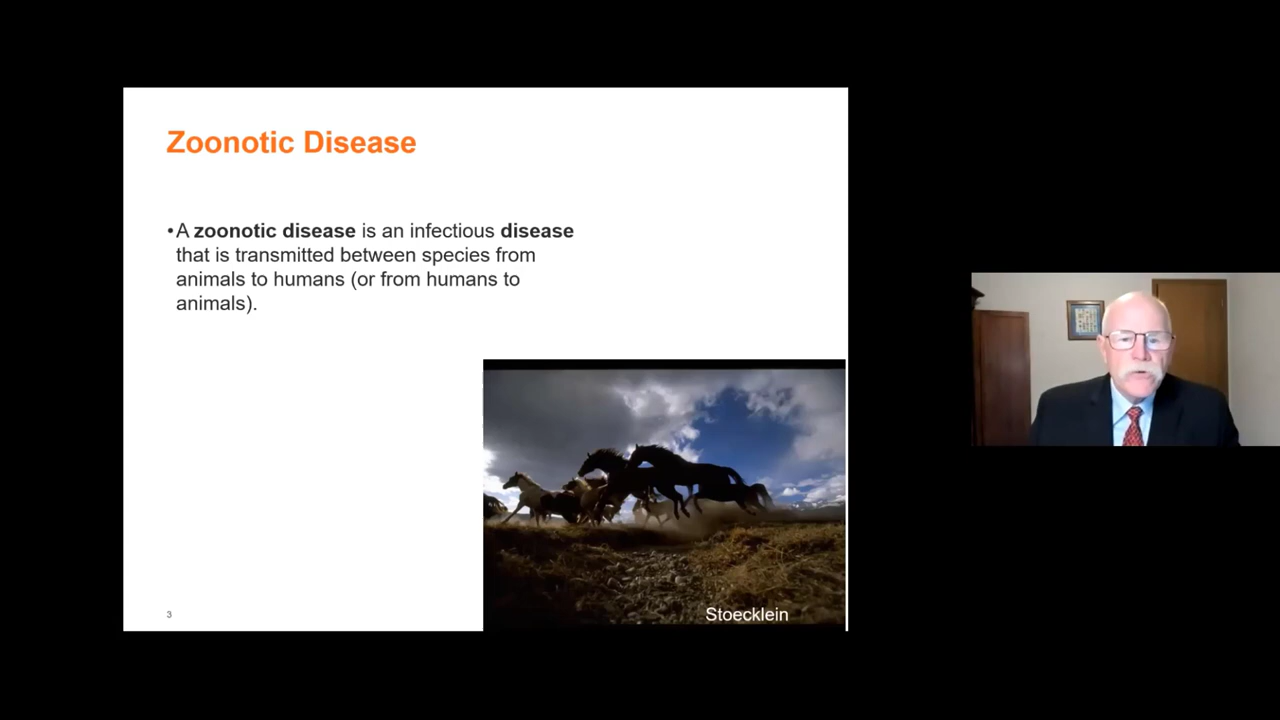 Zoonotic Disease
•A zoonotic disease is an infectious disease
that is transmitted between species from
animals to humans (or from humans to
animals).
Stoecklein
3